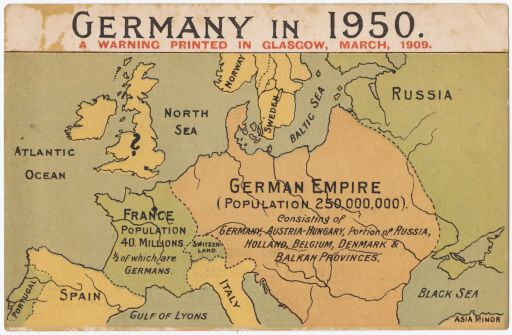 GERMANY IN 1950.
A WARNING PRINTED IN GLASGOW, MARCH, 1909.
NORWAY
SWEDEN
BALTIC SEA
RUSSIA
NORTH
SEA
ATLANTIC
OCEAN
?
GERMAN EMPIRE
(POPULATION 250,000,000).
Consisting of
GERMANY, AUSTRIA-HUNGARY, Portion of RUSSIA,
HOLLAND, BELGIUM, DENMARK &
BALKAN PROVINCES.
FRANCE
POPULATION
40 MILLIONS
½ of which are
GERMANS.
SWITZER-
LAND
PORTUGAL
SPAIN
GULF OF LYONS
ITALY
BLACK SEA
ASIA MINOR